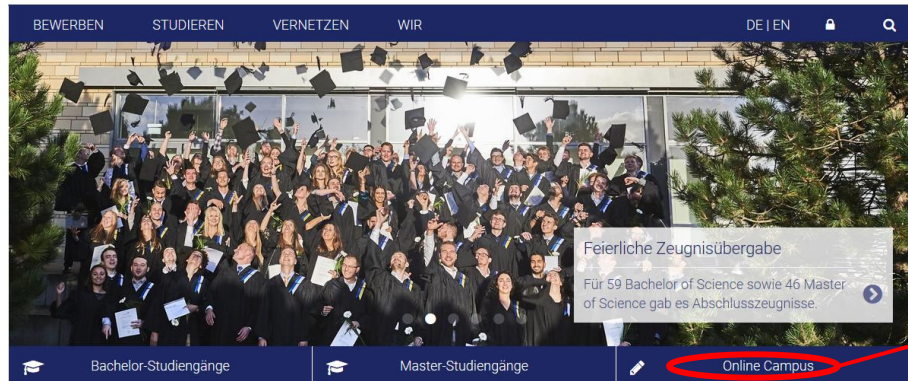 BEWERBEN STUDIEREN VERNETZEN WIR DE | EN
Feierliche Zeugnisübergabe
Für 59 Bachelor of Science sowie 46 Master
of Science gab es Abschlusszeugnisse.
Bachelor-Studiengänge Master-Studiengänge Online Campus